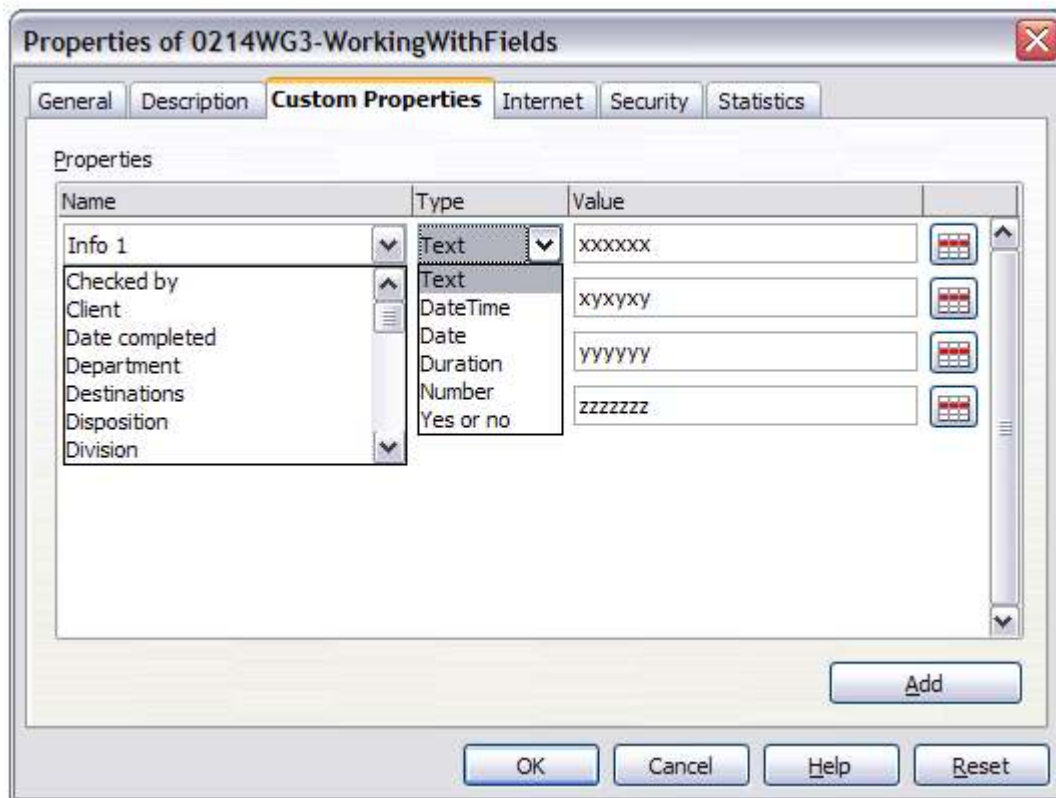 Properties of 0214WG3-WorkingWithFields
General Description Custom Properties Internet Security Statistics
Properties
Name Type Value
Info 1 Text xxxxxx
Checked by Text
Client DateTime xyxyxy
Date completed Date
Department Duration yyyyyy
Destinations Number
Disposition Yes or no zzzzzzz
Division
Add
OK Cancel Help Reset